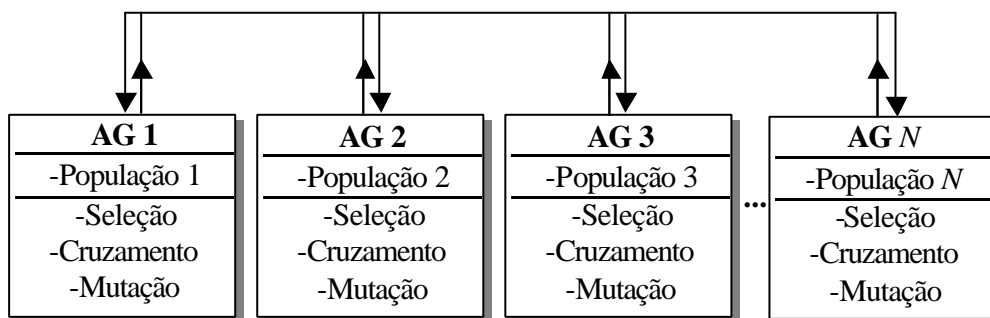 AG 1
-População 1
-Seleção
-Cruzamento
-Mutação
AG 2
-População 2
-Seleção
-Cruzamento
-Mutação
AG 3
-População 3
-Seleção
-Cruzamento
-Mutação
...
AG N
-População N
-Seleção
-Cruzamento
-Mutação